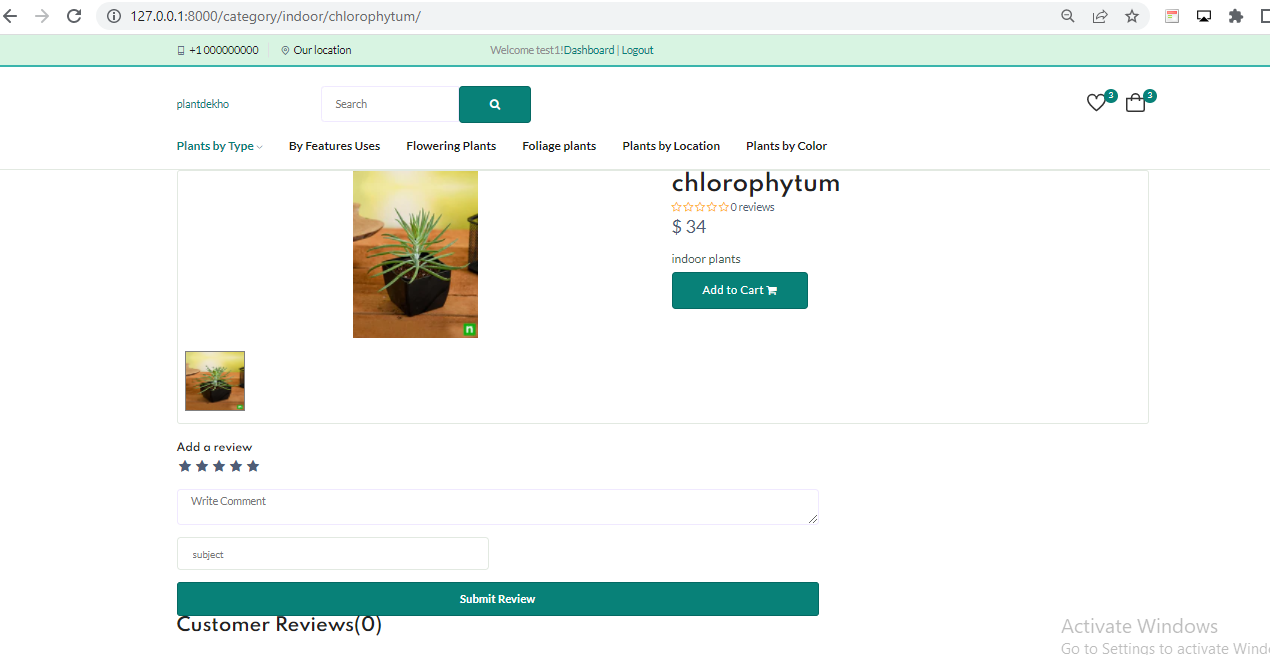 127.0.0.1:8000/category/indoor/chlorophytum/
+1 000000000 Our location Welcome test1!Dashboard | Logout
plantdekho Search 3 3
Plants by Type By Features Uses Flowering Plants Foliage plants Plants by Location Plants by Color
chlorophytum
0 reviews
$ 34
indoor plants
Add to Cart
n
Add a review
Write Comment
subject
Submit Review
Customer Reviews(0)
Activate Windows
Go to Settings to activate Wind